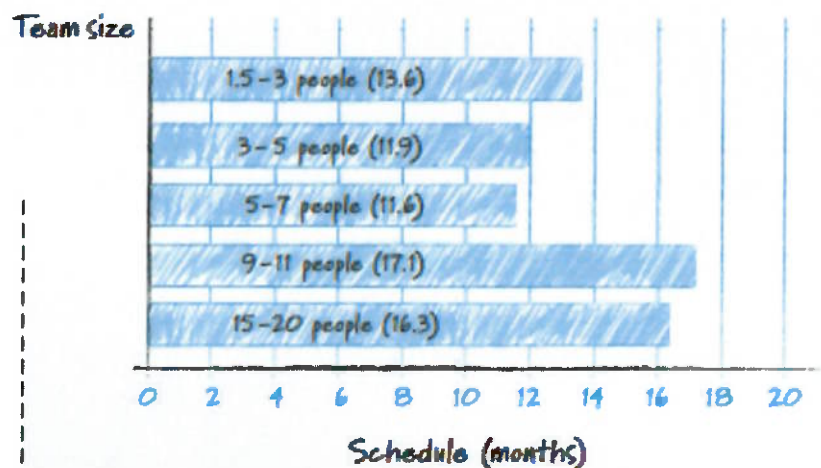 Team size
1.5–3 people (13.6)
3–5 people (11.9)
5–7 people (11.6)
9–11 people (17.1)
15–20 people (16.3)
0 2 4 6 8 10 12 14 16 18 20
Schedule (months)